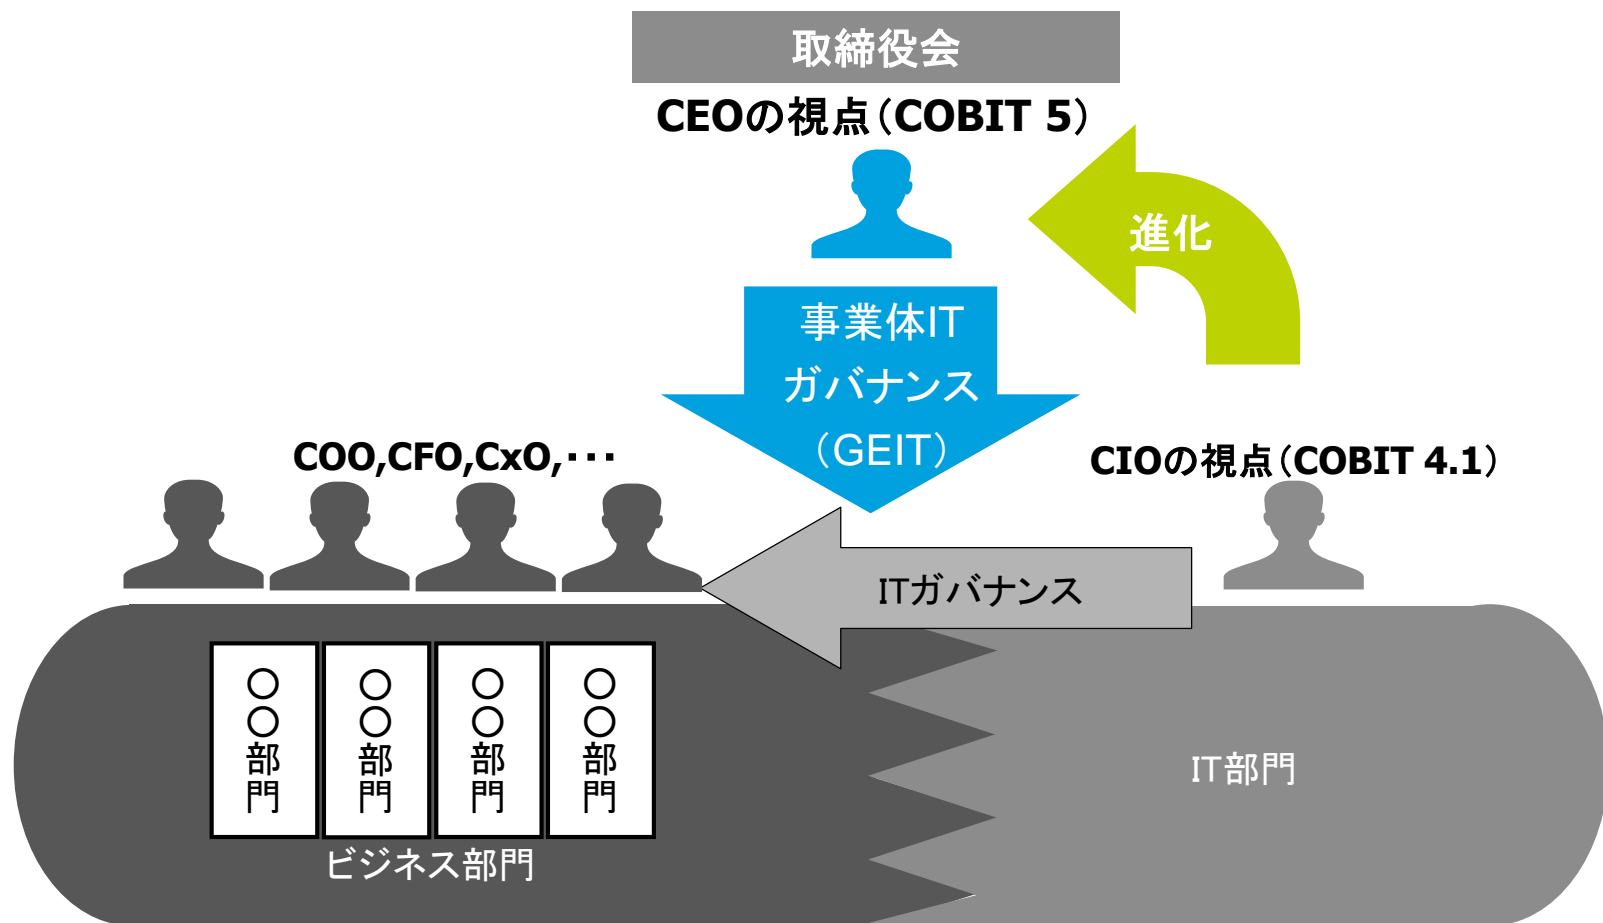 取締役会
CEOの視点（COBIT 5）
進化
事業体IT
ガバナンス
（GEIT）
COO,CFO,CxO,･･･
CIOの視点（COBIT 4.1）
ITガバナンス
○○部門
○○部門
○○部門
○○部門
IT部門
ビジネス部門